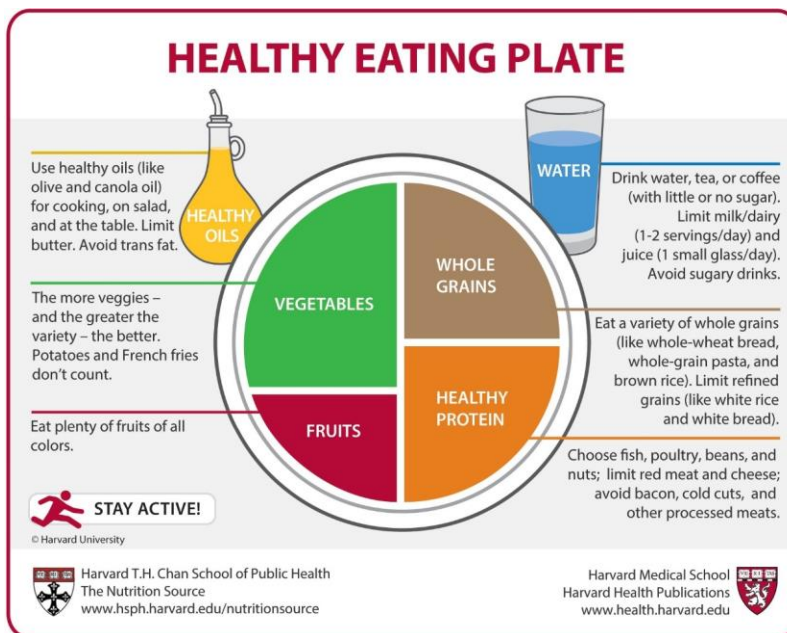 HEALTHY EATING PLATE
Use healthy oils (like
olive and canola oil)
for cooking, on salad,
and at the table. Limit
butter. Avoid trans fat.
HEALTHY
OILS
The more veggies –
and the greater the
variety – the better.
Potatoes and French fries
don’t count.
Eat plenty of fruits of all
colors.
VEGETABLES
FRUITS
WHOLE
GRAINS
HEALTHY
PROTEIN
WATER
Drink water, tea, or coffee
(with little or no sugar).
Limit milk/dairy
(1-2 servings/day) and
juice (1 small glass/day).
Avoid sugary drinks.
Eat a variety of whole grains
(like whole-wheat bread,
whole-grain pasta, and
brown rice). Limit refined
grains (like white rice
and white bread).
Choose fish, poultry, beans, and
nuts; limit red meat and cheese;
avoid bacon, cold cuts, and
other processed meats.
STAY ACTIVE!
© Harvard University
Harvard T.H. Chan School of Public Health
The Nutrition Source
www.hsph.harvard.edu/nutritionsource
Harvard Medical School
Harvard Health Publications
www.health.harvard.edu